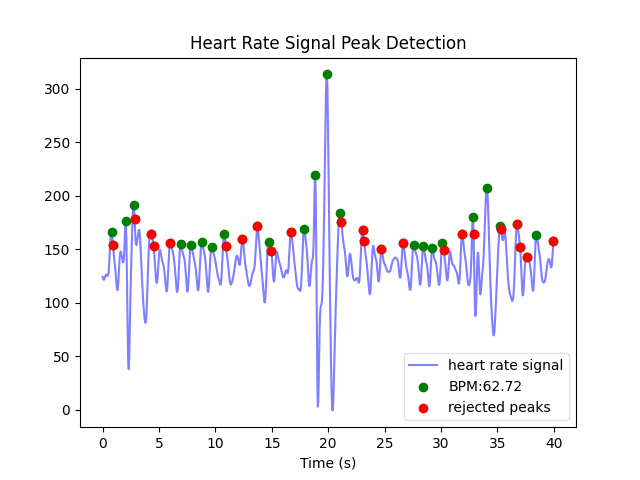 Heart Rate Signal Peak Detection
300
250
200
150
100
50
0
heart rate signal
BPM:62.72
rejected peaks
0 5 10 15 20 25 30 35 40
Time (s)